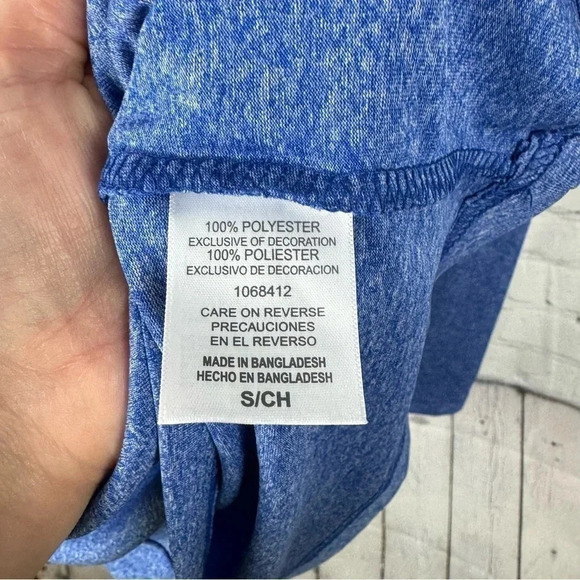 100% POLYESTER
EXCLUSIVE OF DECORATION
100% POLIESTER
EXCLUSIVO DE DECORACION
1068412
CARE ON REVERSE
PRECAUCIONES
EN EL REVERSO
MADE IN BANGLADESH
HECHO EN BANGLADESH
S/CH